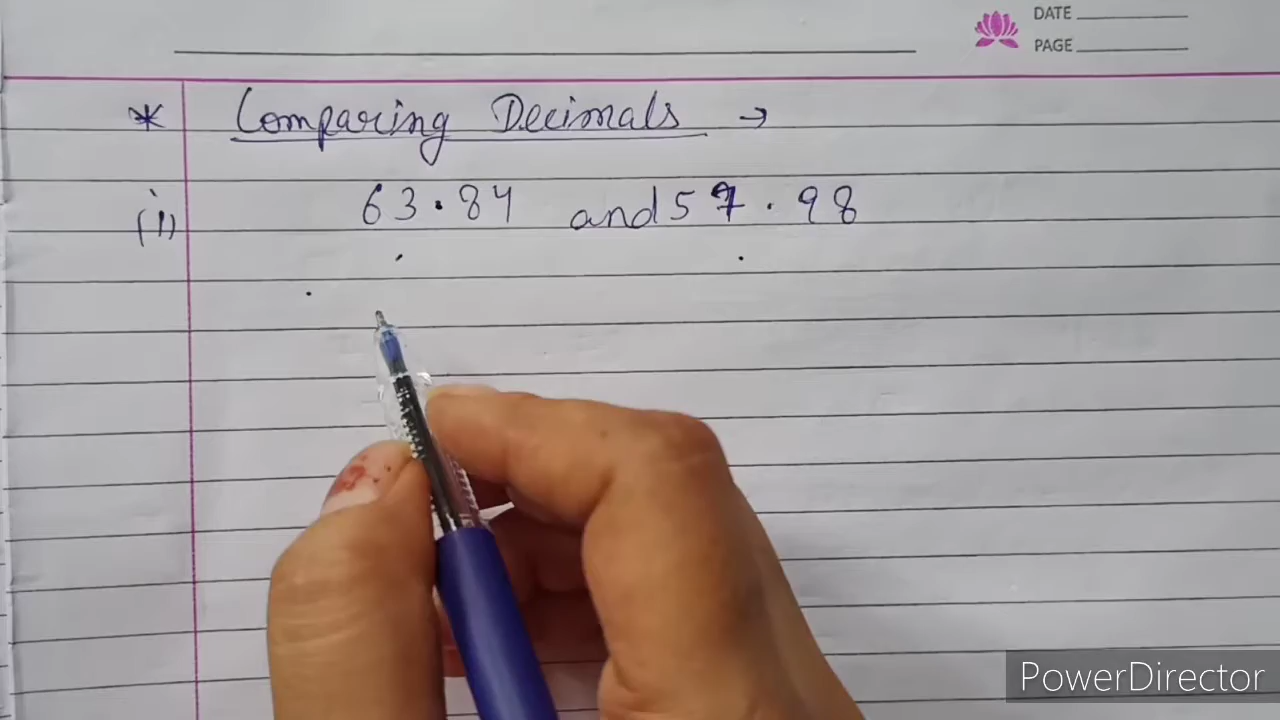 DATE
PAGE
* Comparing Decimals →
(i) 63.84 and 57.98
PowerDirector